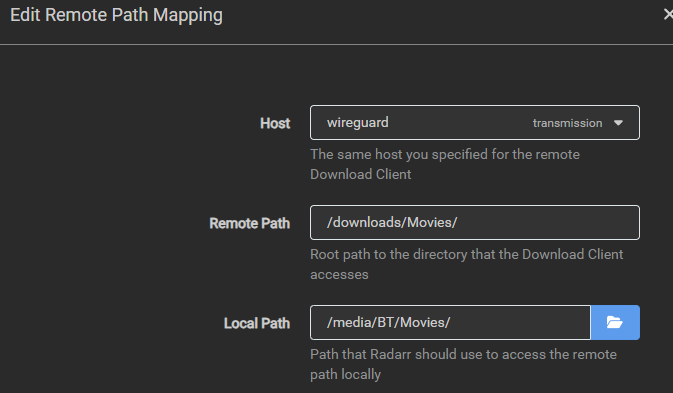 Edit Remote Path Mapping
Host
wireguard transmission
The same host you specified for the remote
Download Client
Remote Path
/downloads/Movies/
Root path to the directory that the Download Client
accesses
Local Path
/media/BT/Movies/
Path that Radarr should use to access the remote
path locally